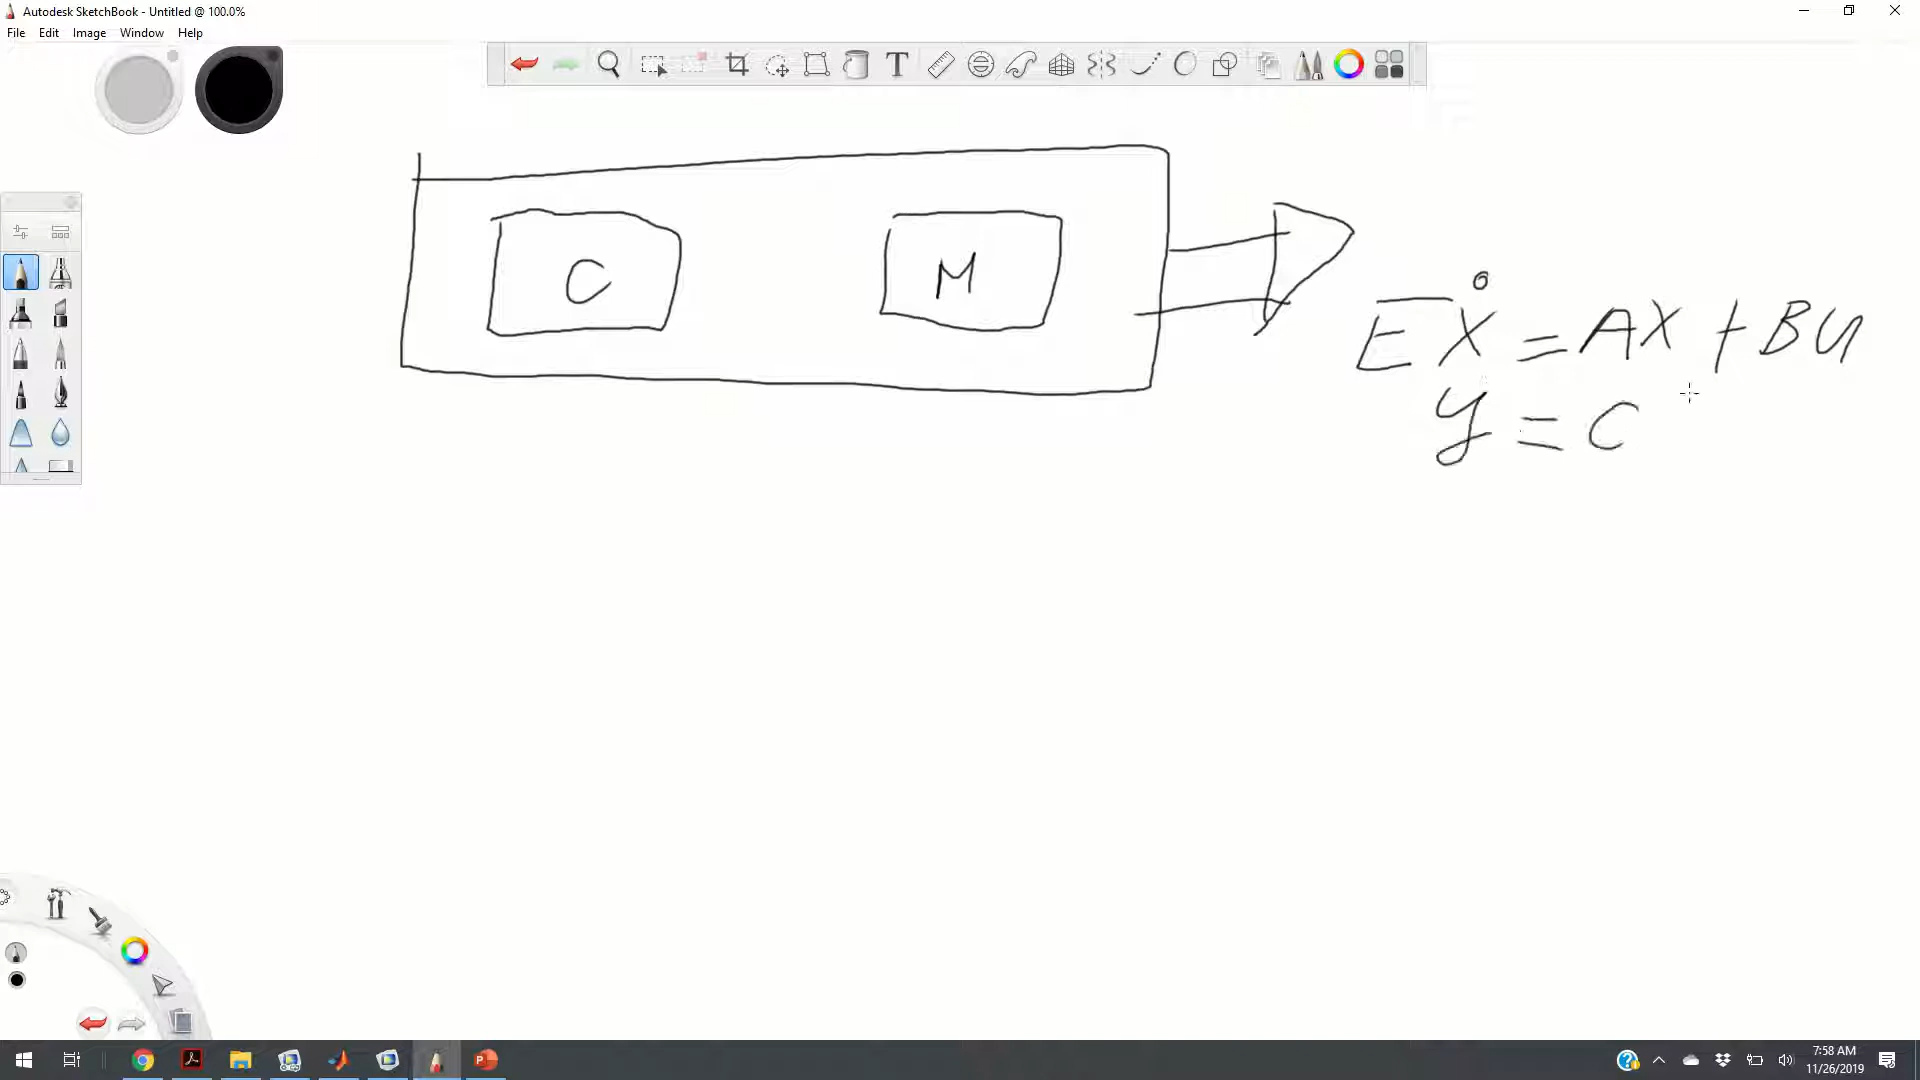 Autodesk SketchBook - Untitled @ 100.0%
File Edit Image Window Help
T
C
M
EẊ = AX + BU
y = C
7:58 AM
11/26/2019